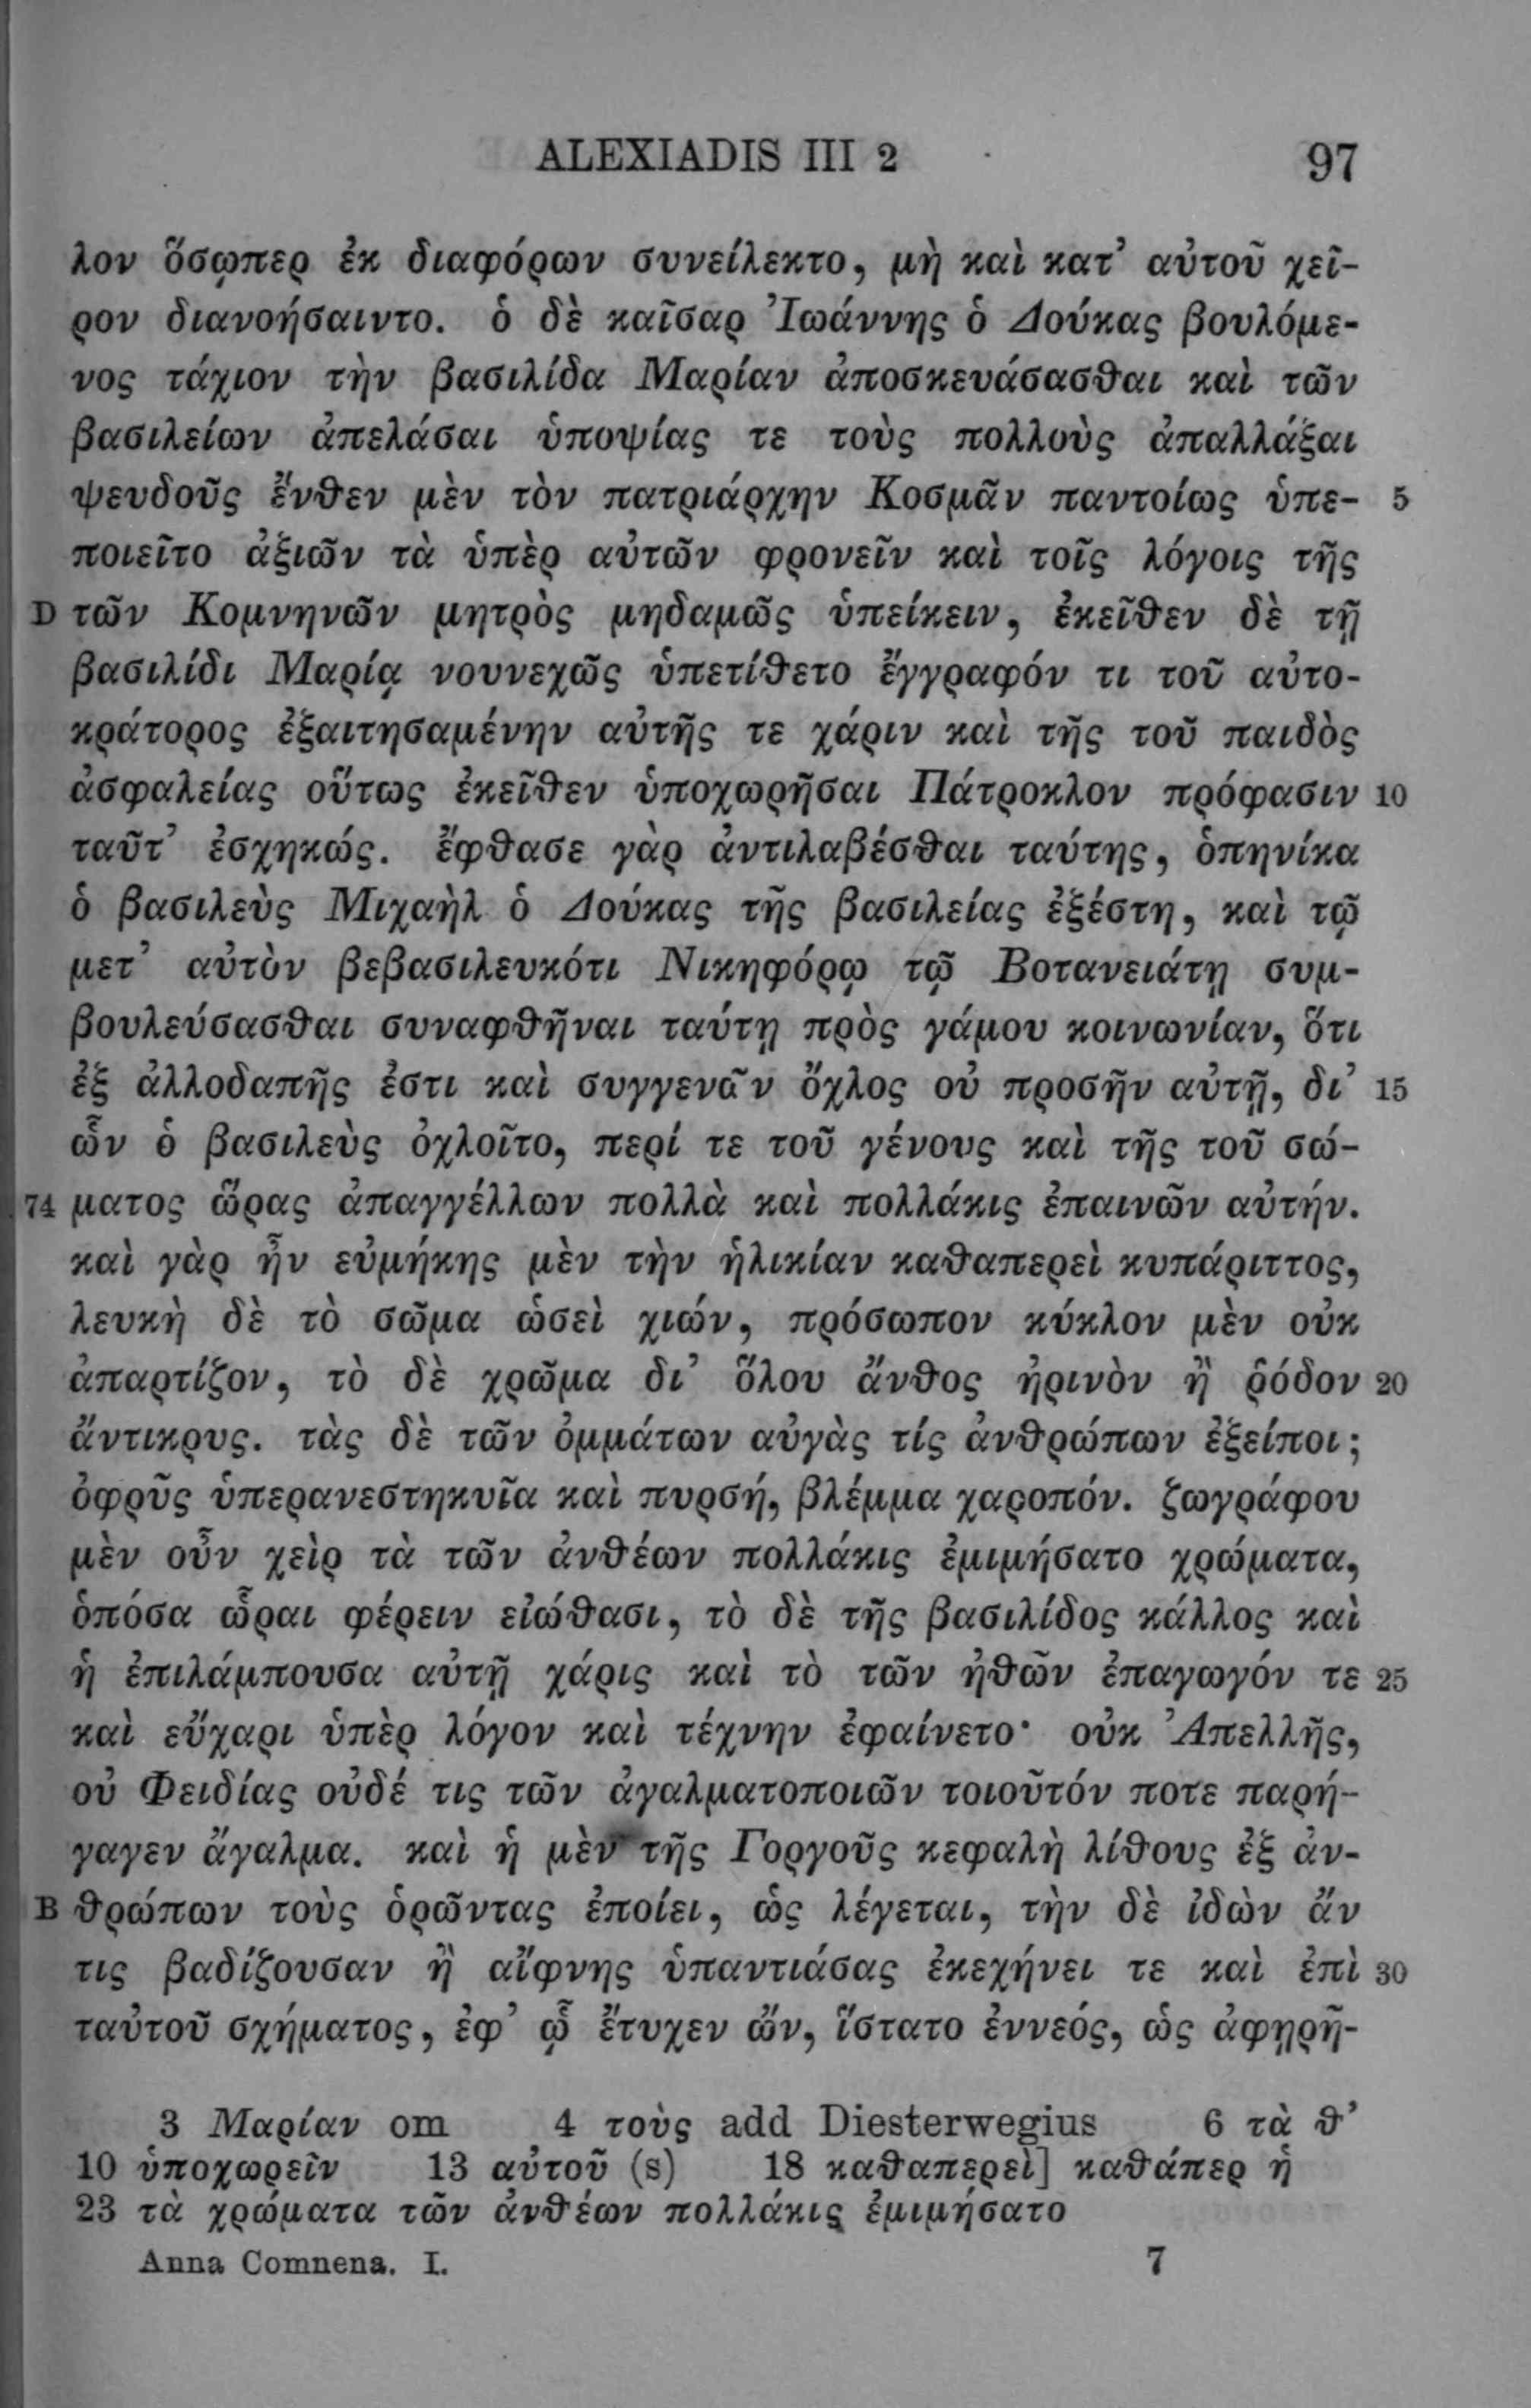 ALEXIADIS III 2 97
λον ὅσῳπερ ἐκ διαφόρων συνείλεκτο, μὴ καὶ κατ’ αὐτοῦ χεῖ-
ρον διανοήσαιντο. ὁ δὲ καῖσαρ Ἰωάννης ὁ Δούκας βουλόμε-
νος τάχιον τὴν βασιλίδα Μαρίαν ἀποσκευάσασθαι καὶ τῶν
βασιλείων ἀπελάσαι ὑποψίας τε τοὺς πολλοὺς ἀπαλλάξαι
ψευδοῦς ἔνθεν μὲν τὸν πατριάρχην Κοσμᾶν παντοίως ὑπε- 5
ποιεῖτο ἀξιῶν τὰ ὑπὲρ αὐτῶν φρονεῖν καὶ τοῖς λόγοις τῆς
D τῶν Κομνηνῶν μητρὸς μηδαμῶς ὑπείκειν, ἐκεῖθεν δὲ τῇ
βασιλίδι Μαρίᾳ νουνεχῶς ὑπετίθετο ἔγγραφόν τι τοῦ αὐτο-
κράτορος ἐξαιτησαμένην αὐτῆς τε χάριν καὶ τῆς τοῦ παιδὸς
ἀσφαλείας οὕτως ἐκεῖθεν ὑποχωρῆσαι Πάτροκλον πρόφασιν 10
ταῦτ’ ἐσχηκώς. ἔφθασε γὰρ ἀντιλαβέσθαι ταύτης, ὁπηνίκα
ὁ βασιλεὺς Μιχαὴλ ὁ Δούκας τῆς βασιλείας ἐξέστη, καὶ τῷ
μετ’ αὐτὸν βεβασιλευκότι Νικηφόρῳ τῷ Βοτανειάτῃ συμ-
βουλεύσασθαι συναφθῆναι ταύτῃ πρὸς γάμου κοινωνίαν, ὅτι
ἐξ ἀλλοδαπῆς ἐστι καὶ συγγενῶν ὄχλος οὐ προσῆν αὐτῇ, δι’ 15
ὧν ὁ βασιλεὺς ὀχλοῖτο, περί τε τοῦ γένους καὶ τῆς τοῦ σώ-
74 ματος ὥρας ἀπαγγέλλων πολλὰ καὶ πολλάκις ἐπαινῶν αὐτήν.
καὶ γὰρ ἦν εὐμήκης μὲν τὴν ἡλικίαν καθαπερεὶ κυπάριττος,
λευκὴ δὲ τὸ σῶμα ὡσεὶ χιών, πρόσωπον κύκλον μὲν οὐκ
ἀπαρτίζον, τὸ δὲ χρῶμα δι’ ὅλου ἄνθος ἠρινὸν ἢ ῥόδον 20
ἄντικρυς. τὰς δὲ τῶν ὀμμάτων αὐγὰς τίς ἀνθρώπων ἐξείποι;
ὀφρῦς ὑπερανεστηκυῖα καὶ πυρσή, βλέμμα χαροπόν. ζωγράφου
μὲν οὖν χεὶρ τὰ τῶν ἀνθέων πολλάκις ἐμιμήσατο χρώματα,
ὁπόσα ὧραι φέρειν εἰώθασι, τὸ δὲ τῆς βασιλίδος κάλλος καὶ
ἡ ἐπιλάμπουσα αὐτῇ χάρις καὶ τὸ τῶν ἠθῶν ἐπαγωγόν τε 25
καὶ εὔχαρι ὑπὲρ λόγον καὶ τέχνην ἐφαίνετο· οὐκ Ἀπελλῆς,
οὐ Φειδίας οὐδέ τις τῶν ἀγαλματοποιῶν τοιοῦτόν ποτε παρή-
γαγεν ἄγαλμα. καὶ ἡ μὲν τῆς Γοργοῦς κεφαλὴ λίθους ἐξ ἀν-
B θρώπων τοὺς ὁρῶντας ἐποίει, ὡς λέγεται, τὴν δὲ ἰδὼν ἄν
τις βαδίζουσαν ἢ αἴφνης ὑπαντιάσας ἐκεχήνει τε καὶ ἐπὶ 30
ταὐτοῦ σχήματος, ἐφ’ ᾧ ἔτυχεν ὤν, ἵστατο ἐννεός, ὡς ἀφῃρῆ-
3 Μαρίαν om 4 τοὺς add Diesterwegius 6 τὰ θ’
10 ὑποχωρεῖν 13 αὐτοῦ (s) 18 καθαπερεὶ] καθάπερ ἡ
23 τὰ χρώματα τῶν ἀνθέων πολλάκις ἐμιμήσατο
Anna Comnena. I. 7